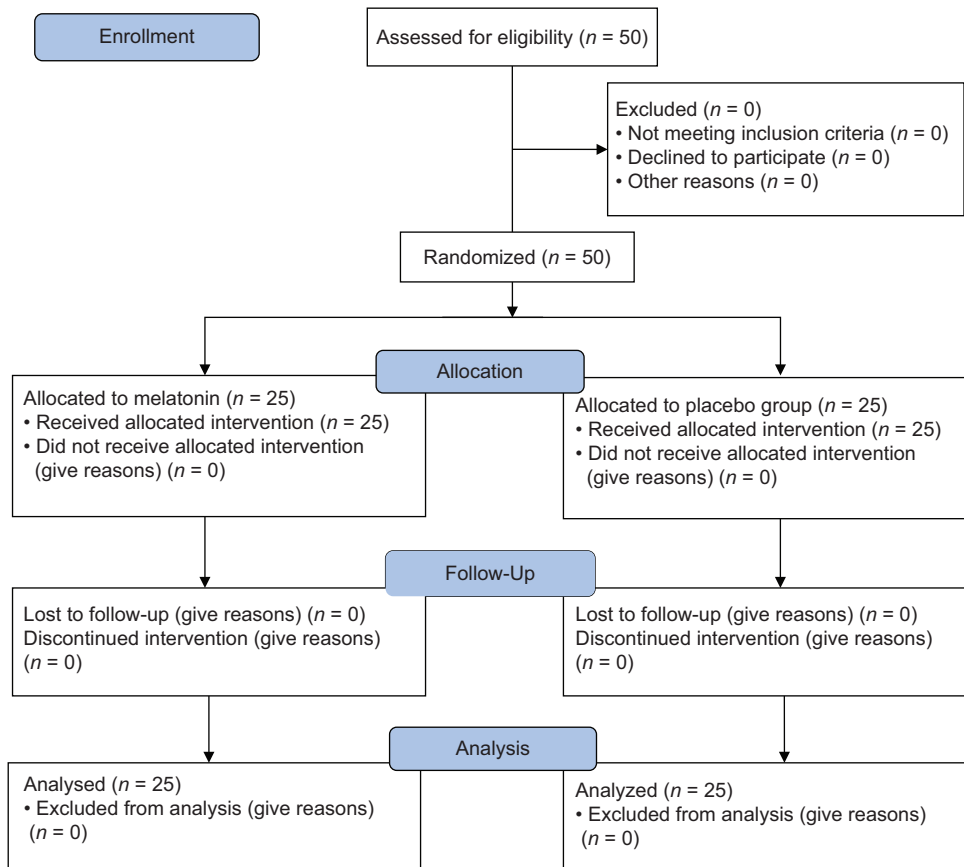 Enrollment
Assessed for eligibility (n = 50)
Excluded (n = 0)
• Not meeting inclusion criteria (n = 0)
• Declined to participate (n = 0)
• Other reasons (n = 0)
Randomized (n = 50)
Allocation
Allocated to melatonin (n = 25)
• Received allocated intervention (n = 25)
• Did not receive allocated intervention
(give reasons) (n = 0)
Allocated to placebo group (n = 25)
• Received allocated intervention (n = 25)
• Did not receive allocated intervention
(give reasons) (n = 0)
Follow-Up
Lost to follow-up (give reasons) (n = 0)
Discontinued intervention (give reasons)
(n = 0)
Lost to follow-up (give reasons) (n = 0)
Discontinued intervention (give reasons)
(n = 0)
Analysis
Analysed (n = 25)
• Excluded from analysis (give reasons)
(n = 0)
Analyzed (n = 25)
• Excluded from analysis (give reasons)
(n = 0)